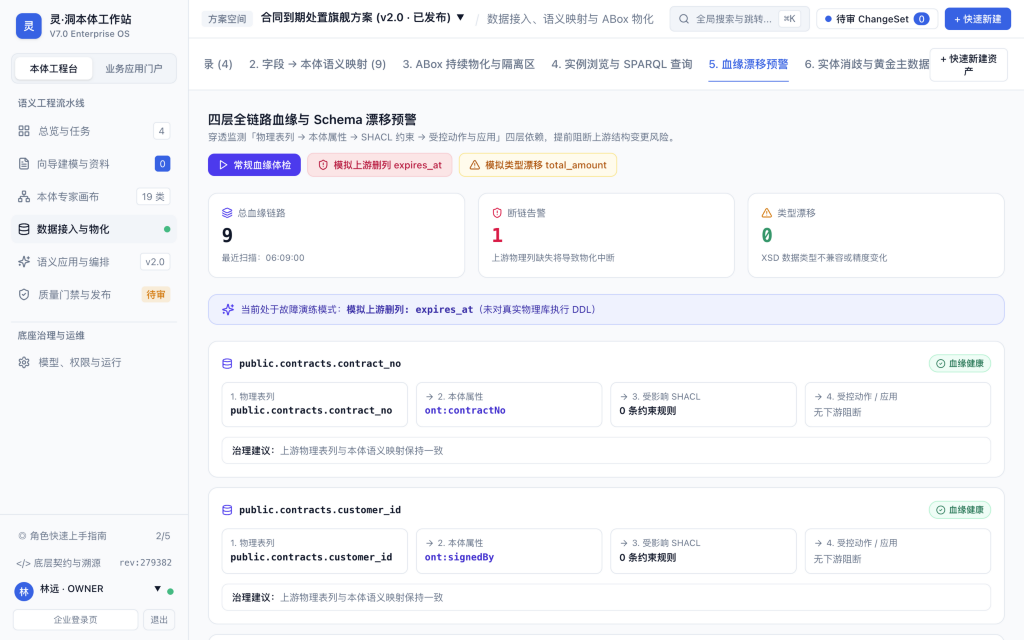 灵
灵·洞本体工作站
V7.0 Enterprise OS
本体工程台
业务应用门户
语义工程流水线
总览与任务
4
向导建模与资料
0
本体专家画布
19 类
数据接入与物化
语义应用与编排
v2.0
质量门禁与发布
待审
底座治理与运维
模型、权限与运行
◎ 角色快速上手指南
2/5
</> 底层契约与溯源
rev:279382
林
林远 · OWNER
▼
企业登录页
退出
方案空间
合同到期处置旗舰方案 (v2.0 · 已发布) ▼
/
数据接入、语义映射与 ABox 物化
全局搜索与跳转...
⌘K
待审 ChangeSet
0
+ 快速新建
录 (4)
2. 字段 → 本体语义映射 (9)
3. ABox 持续物化与隔离区
4. 实例浏览与 SPARQL 查询
5. 血缘漂移预警
6. 实体消歧与黄金主数据
+ 快速新建资产
四层全链路血缘与 Schema 漂移预警
穿透监测「物理表列 → 本体属性 → SHACL 约束 → 受控动作与应用」四层依赖，提前阻断上游结构变更风险。
常规血缘体检
模拟上游删列 expires_at
模拟类型漂移 total_amount
总血缘链路
9
最近扫描：06:09:00
断链告警
1
上游物理列缺失将导致物化中断
类型漂移
0
XSD 数据类型不兼容或精度变化
当前处于故障演练模式：模拟上游删列: expires_at (未对真实物理库执行 DDL)
public.contracts.contract_no
血缘健康
1. 物理表列
public.contracts.contract_no
→ 2. 本体属性
ont:contractNo
→ 3. 受影响 SHACL
0 条约束规则
→ 4. 受控动作 / 应用
无下游阻断
治理建议：上游物理表列与本体语义映射保持一致
public.contracts.customer_id
血缘健康
1. 物理表列
public.contracts.customer_id
→ 2. 本体属性
ont:signedBy
→ 3. 受影响 SHACL
0 条约束规则
→ 4. 受控动作 / 应用
无下游阻断
治理建议：上游物理表列与本体语义映射保持一致